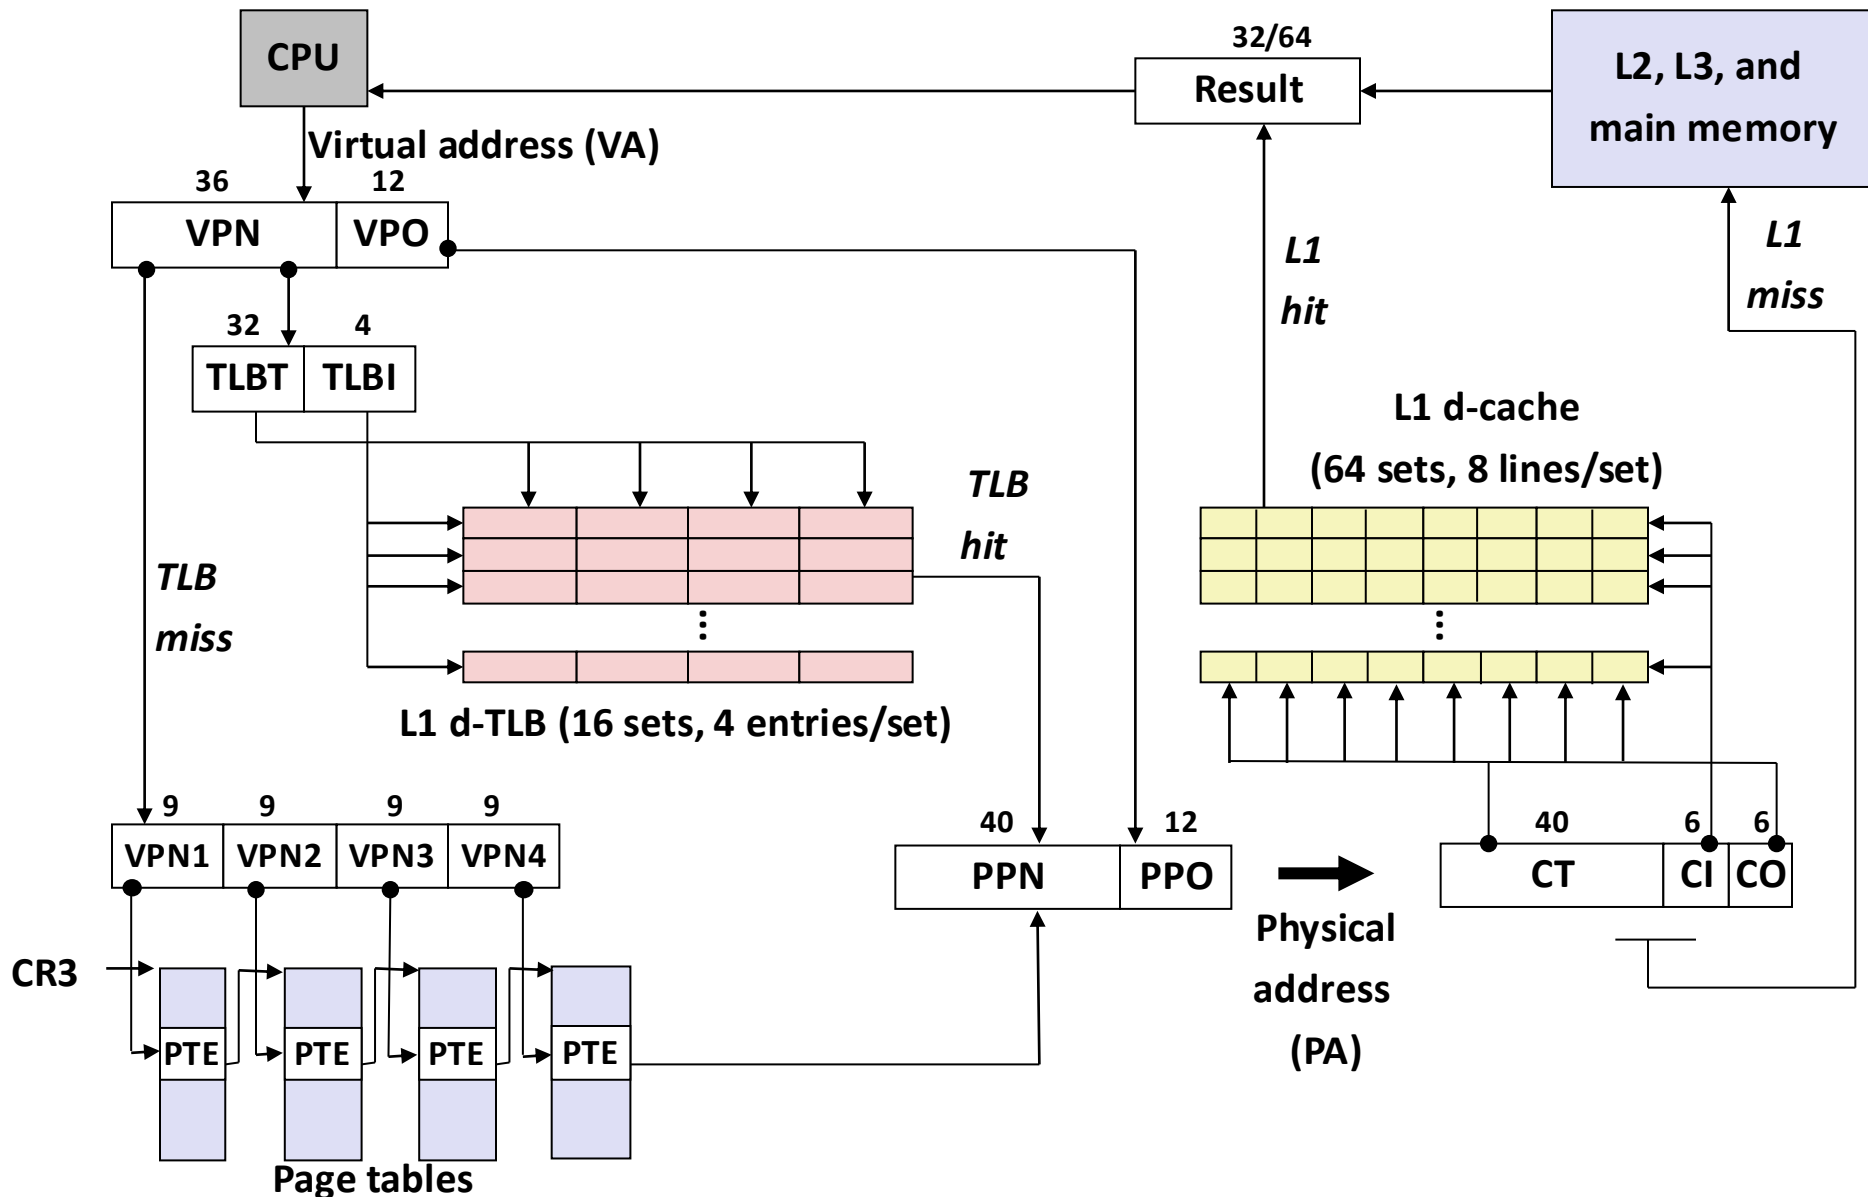 CPU
32/64
Result
L2, L3, and
main memory
Virtual address (VA)
36
12
VPN
VPO
L1
hit
L1
miss
32
4
TLBT
TLBI
L1 d-cache
(64 sets, 8 lines/set)
TLB
hit
TLB
miss
...
...
L1 d-TLB (16 sets, 4 entries/set)
9
9
9
9
VPN1
VPN2
VPN3
VPN4
40
12
PPN
PPO
40
6
6
CT
CI
CO
Physical
address
(PA)
CR3
PTE
PTE
PTE
PTE
Page tables